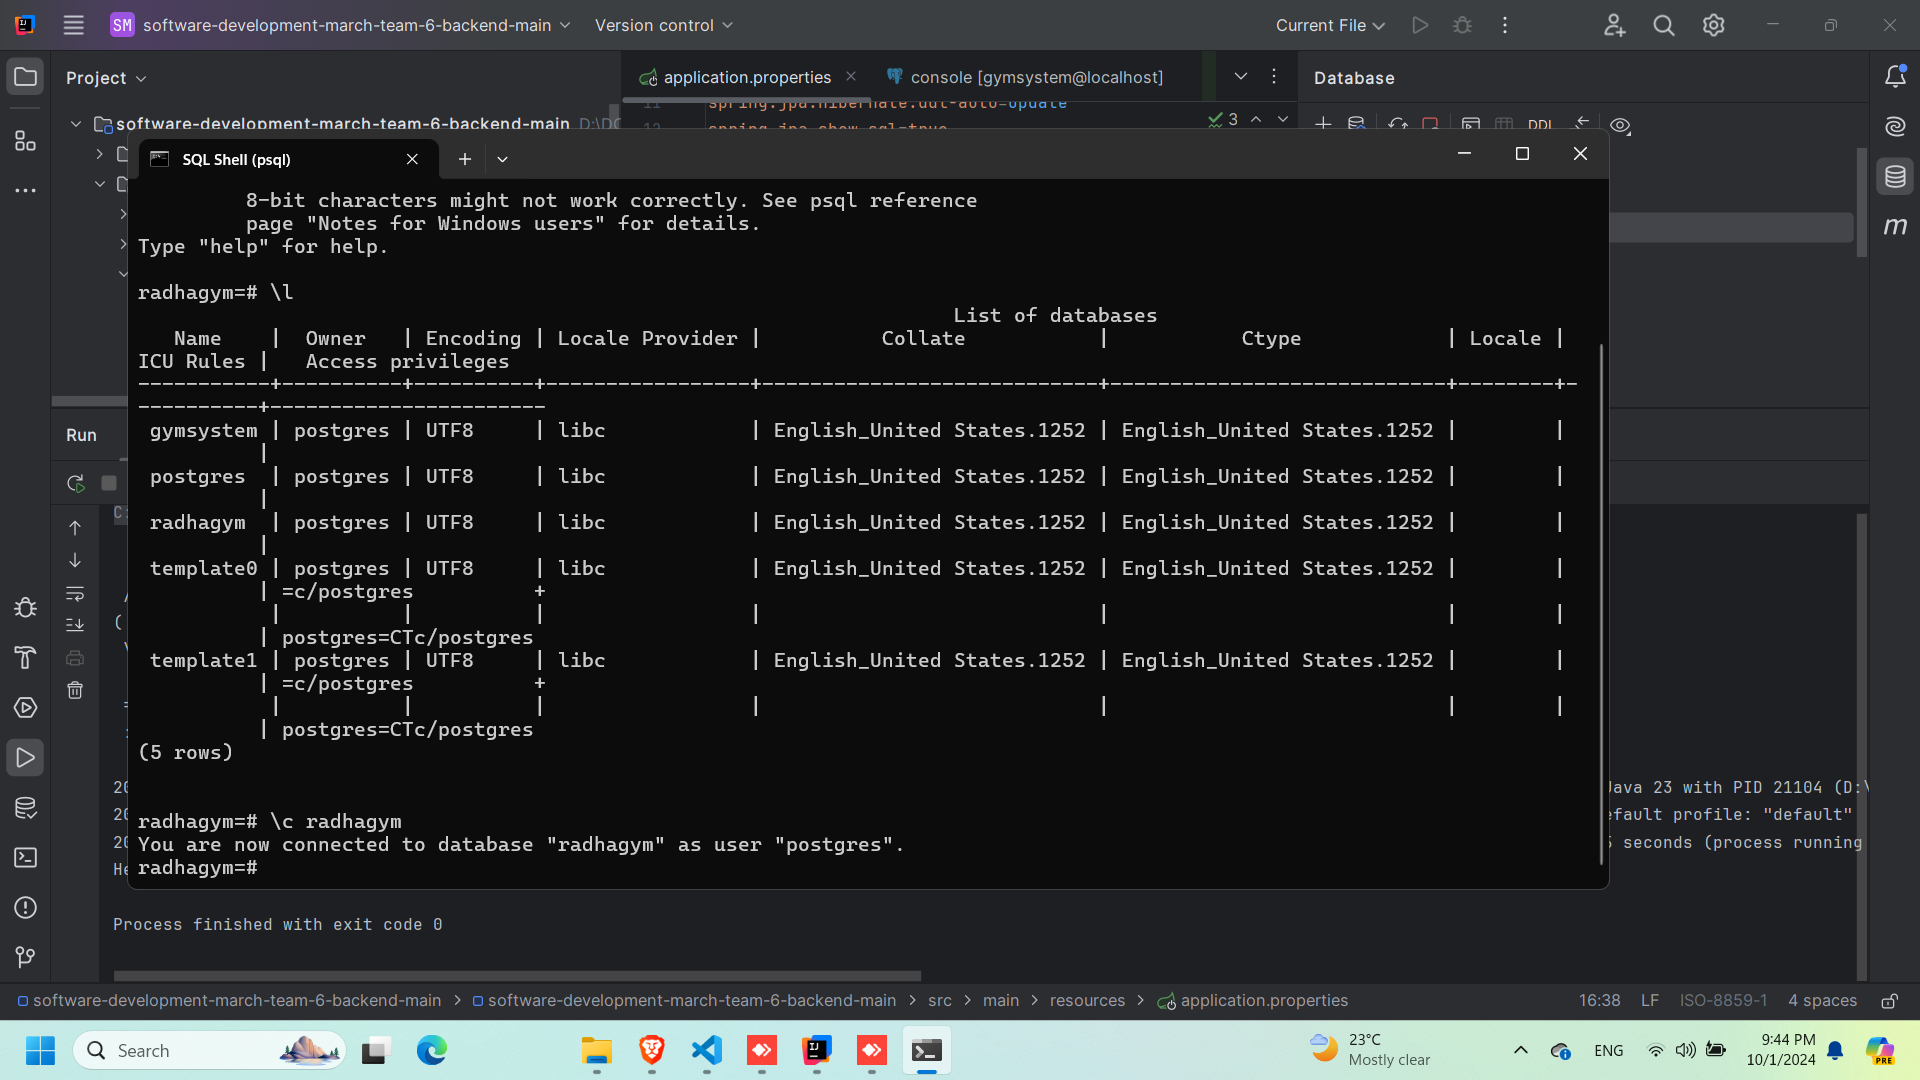 SM software-development-march-team-6-backend-main Version control Current File
Project application.properties console [gymsystem@localhost] Database
software-development-march-team-6-backend-main
spring.jpa.hibernate.ddl-auto=update
3 DDL
SQL Shell (psql)
8-bit characters might not work correctly. See psql reference
page "Notes for Windows users" for details.
Type "help" for help.
radhagym=# \l
List of databases
Name | Owner | Encoding | Locale Provider | Collate | Ctype | Locale |
ICU Rules | Access privileges
-----------+----------+----------+-----------------+----------------------------+----------------------------+--------+-
----------+-----------------------
gymsystem | postgres | UTF8 | libc | English_United States.1252 | English_United States.1252 | |
|
postgres | postgres | UTF8 | libc | English_United States.1252 | English_United States.1252 | |
|
radhagym | postgres | UTF8 | libc | English_United States.1252 | English_United States.1252 | |
|
template0 | postgres | UTF8 | libc | English_United States.1252 | English_United States.1252 | |
| =c/postgres +
| | | | | | |
| postgres=CTc/postgres
template1 | postgres | UTF8 | libc | English_United States.1252 | English_United States.1252 | |
| =c/postgres +
| | | | | | |
| postgres=CTc/postgres
(5 rows)
radhagym=# \c radhagym
You are now connected to database "radhagym" as user "postgres".
radhagym=#
Run
Java 23 with PID 21104 (D:\
default profile: "default"
seconds (process running
Process finished with exit code 0
software-development-march-team-6-backend-main > software-development-march-team-6-backend-main > src > main > resources > application.properties 16:38 LF ISO-8859-1 4 spaces
Search
23°C
Mostly clear
ENG
9:44 PM
10/1/2024
PRE